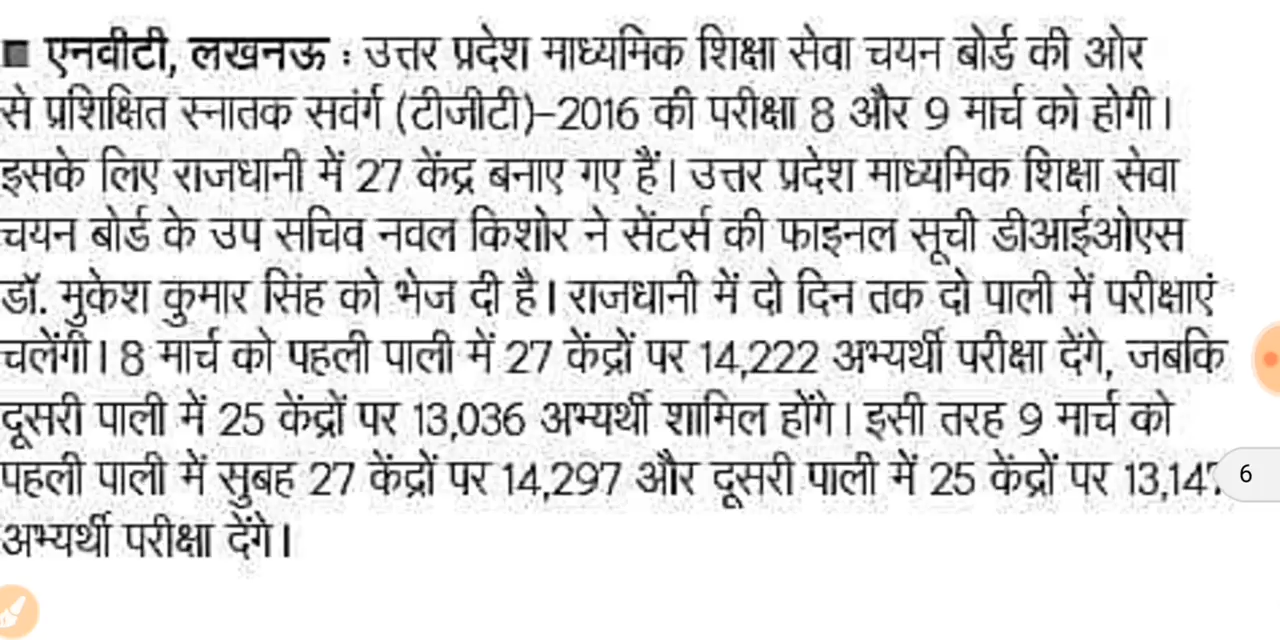 ■ एनवीटी, लखनऊ : उत्तर प्रदेश माध्यमिक शिक्षा सेवा चयन बोर्ड की ओर
से प्रशिक्षित स्नातक सवंर्ग (टीजीटी)-2016 की परीक्षा 8 और 9 मार्च को होगी।
इसके लिए राजधानी में 27 केंद्र बनाए गए हैं। उत्तर प्रदेश माध्यमिक शिक्षा सेवा
चयन बोर्ड के उप सचिव नवल किशोर ने सेंटर्स की फाइनल सूची डीआईओएस
डॉ. मुकेश कुमार सिंह को भेज दी है। राजधानी में दो दिन तक दो पाली में परीक्षाएं
चलेंगी। 8 मार्च को पहली पाली में 27 केंद्रों पर 14,222 अभ्यर्थी परीक्षा देंगे, जबकि
दूसरी पाली में 25 केंद्रों पर 13,036 अभ्यर्थी शामिल होंगे। इसी तरह 9 मार्च को
पहली पाली में सुबह 27 केंद्रों पर 14,297 और दूसरी पाली में 25 केंद्रों पर
अभ्यर्थी परीक्षा देंगे।
6